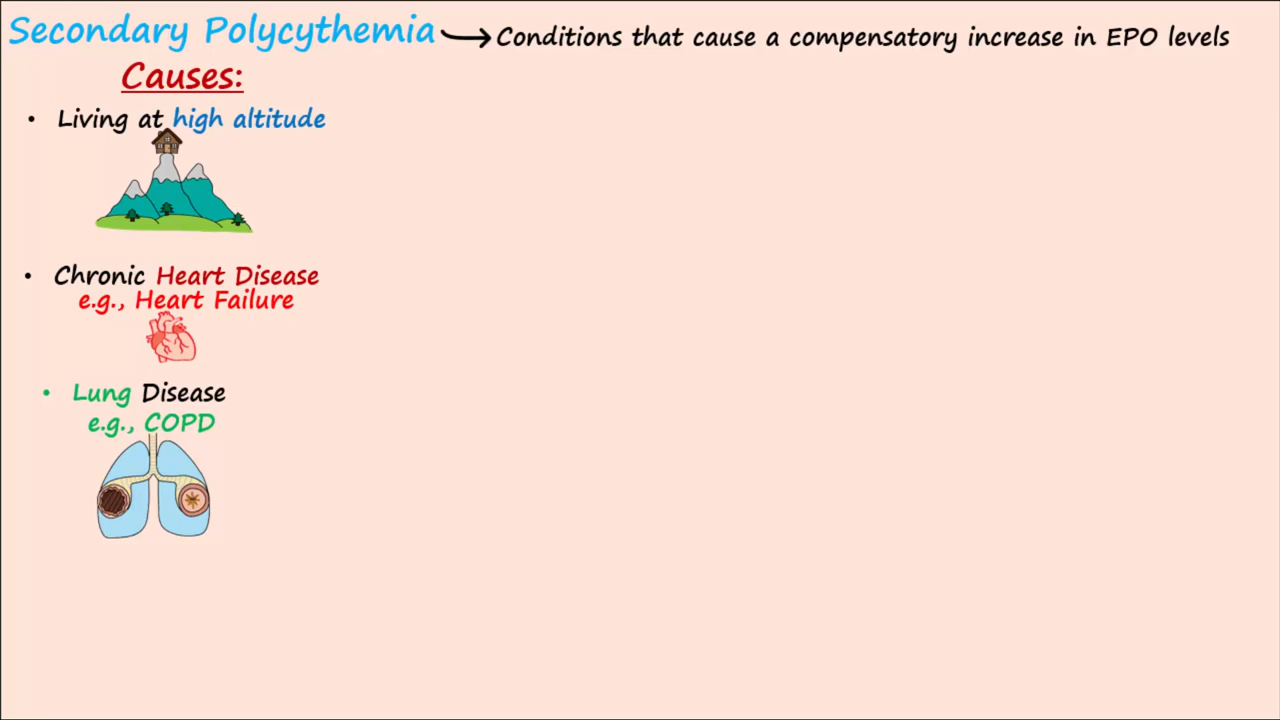 Secondary Polycythemia Conditions that cause a compensatory increase in EPO levels
Causes:
• Living at high altitude
• Chronic Heart Disease
e.g., Heart Failure
• Lung Disease
e.g., COPD